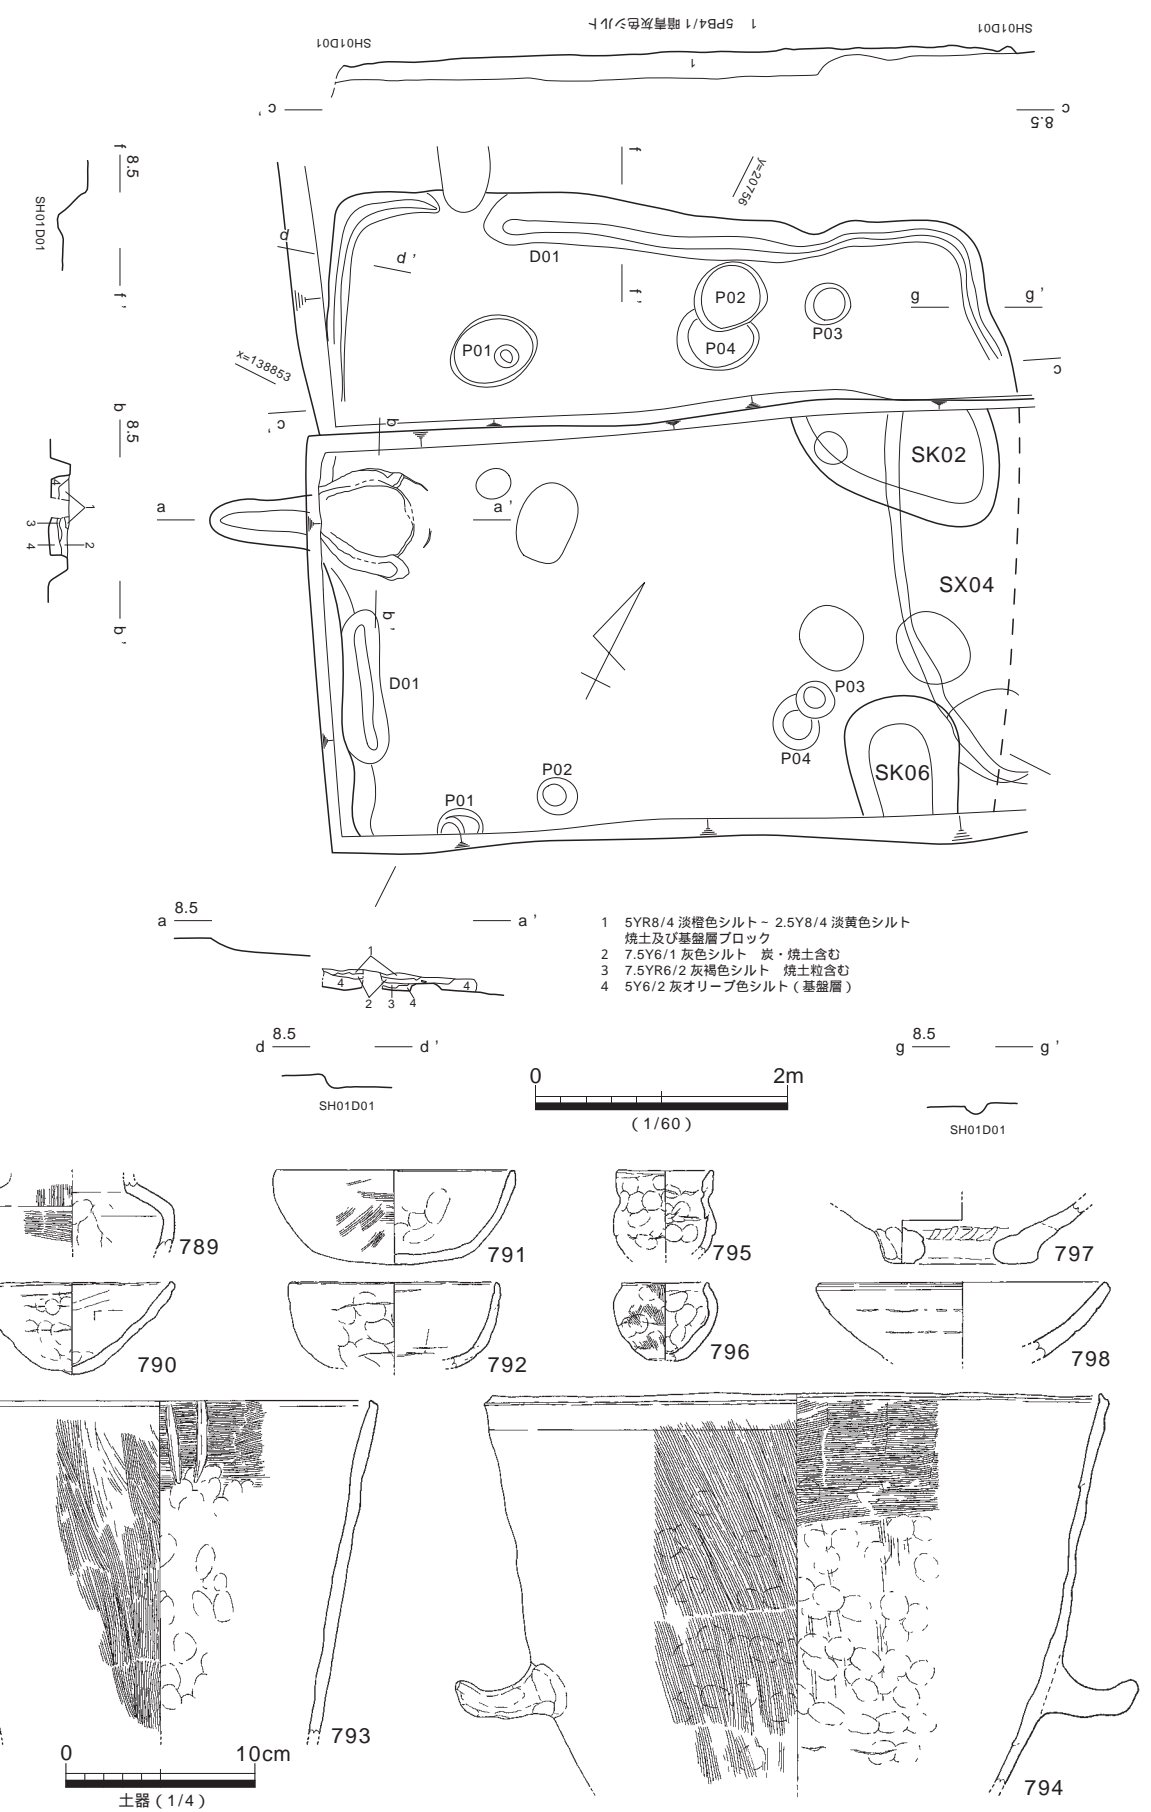 1　5PB4/1 暗青灰色シルト
SH01D01
SH01D01
1
c'
c
8.5
f
8.5
SH01D01
f'
f
y=20756
d
d'
D01
f'
g
g'
P01
P02
P03
P04
x=138853
c
c'
b
8.5
b
SK02
a
a'
4
1
3
4
2
SX04
b'
b'
D01
P03
P04
SK06
P02
P01
a
8.5
a'
1
4
2
3
4
4
1　5YR8/4 淡橙色シルト~ 2.5Y8/4 淡黄色シルト
焼土及び基盤層ブロック
2　7.5Y6/1 灰色シルト　炭・焼土含む
3　7.5YR6/2 灰褐色シルト　焼土粒含む
4　5Y6/2 灰オリーブ色シルト(基盤層)
d
8.5
d'
SH01D01
0
2m
(1/60)
g
8.5
g'
SH01D01
789
791
795
797
790
792
796
798
793
794
0
10cm
土器(1/4)